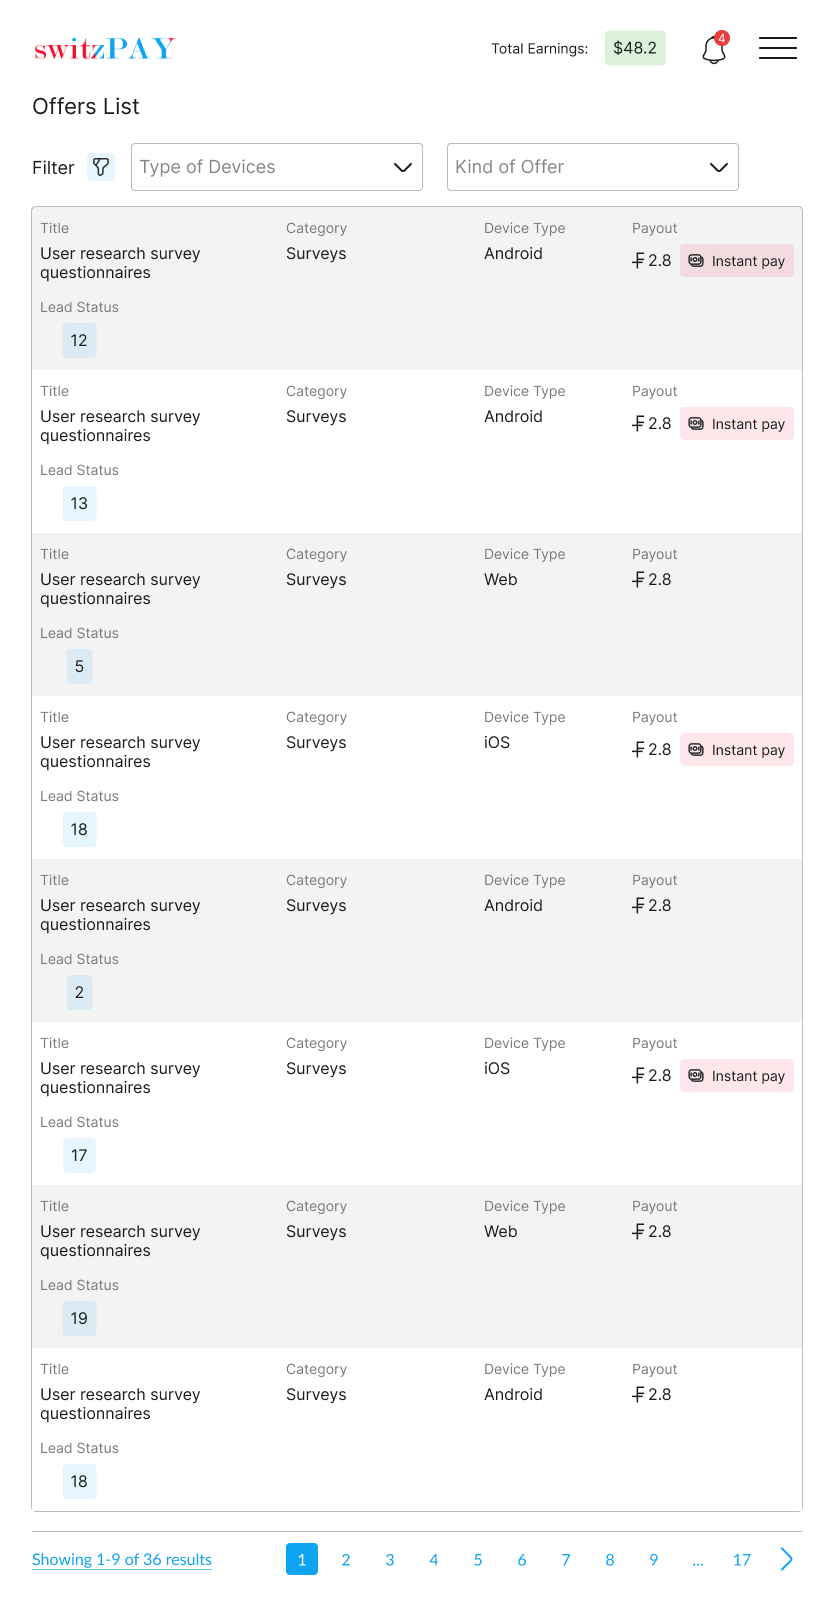 switzPAY
Total Earnings: $48.2 4
Offers List
Filter Type of Devices Kind of Offer
Title Category Device Type Payout
User research survey Surveys Android ₣ 2.8 Instant pay
questionnaires
Lead Status
12
Title Category Device Type Payout
User research survey Surveys Android ₣ 2.8 Instant pay
questionnaires
Lead Status
13
Title Category Device Type Payout
User research survey Surveys Web ₣ 2.8
questionnaires
Lead Status
5
Title Category Device Type Payout
User research survey Surveys iOS ₣ 2.8 Instant pay
questionnaires
Lead Status
18
Title Category Device Type Payout
User research survey Surveys Android ₣ 2.8
questionnaires
Lead Status
2
Title Category Device Type Payout
User research survey Surveys iOS ₣ 2.8 Instant pay
questionnaires
Lead Status
17
Title Category Device Type Payout
User research survey Surveys Web ₣ 2.8
questionnaires
Lead Status
19
Title Category Device Type Payout
User research survey Surveys Android ₣ 2.8
questionnaires
Lead Status
18
Showing 1-9 of 36 results 1 2 3 4 5 6 7 8 9 ... 17